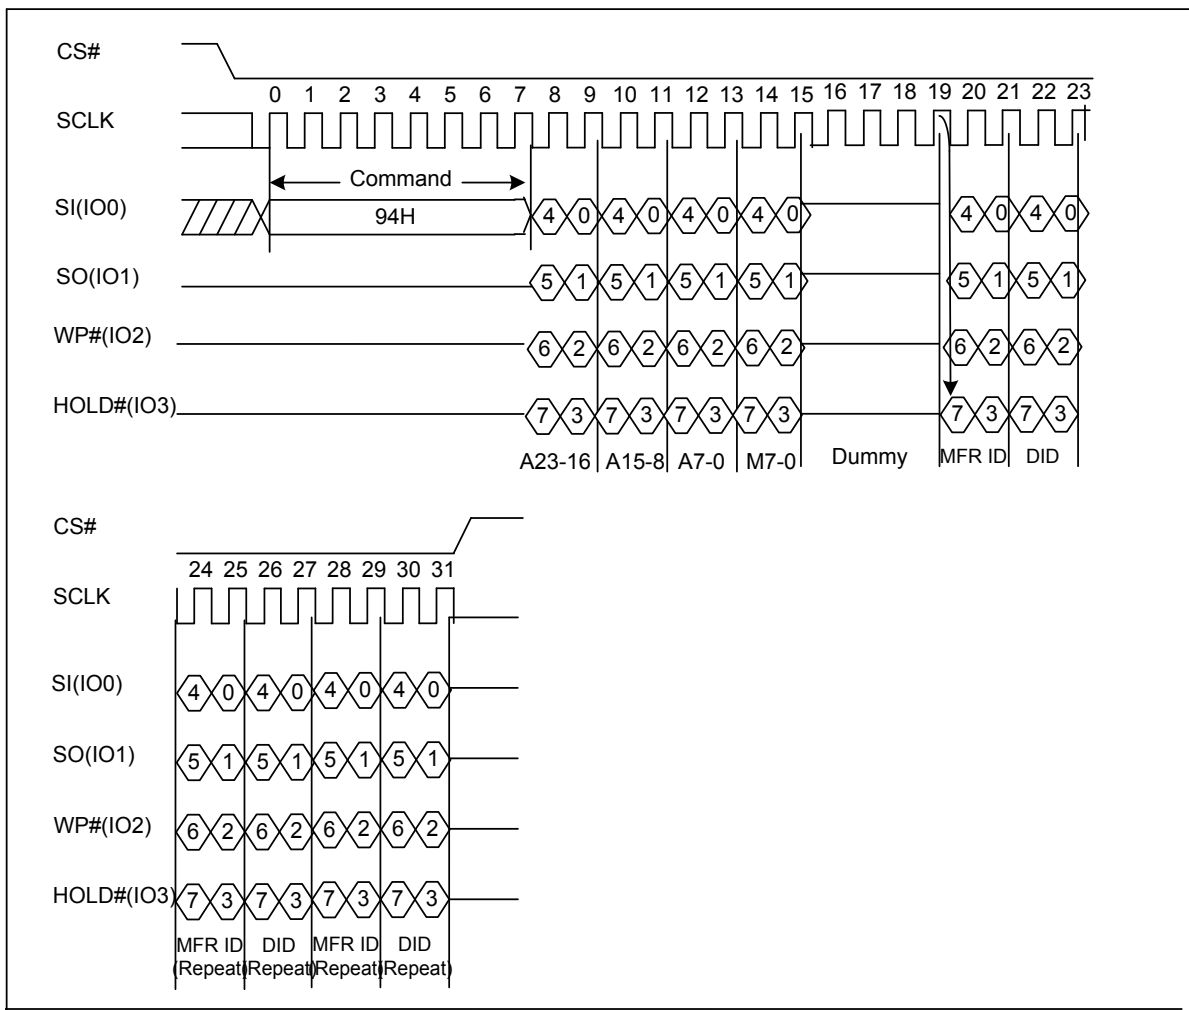 CS#
0 1 2 3 4 5 6 7 8 9 10 11 12 13 14 15 16 17 18 19 20 21 22 23
SCLK
Command
SI(IO0) 94H 4 0 4 0 4 0 4 0 4 0 4 0
SO(IO1) 5 1 5 1 5 1 5 1 5 1 5 1
WP#(IO2) 6 2 6 2 6 2 6 2 6 2 6 2
HOLD#(IO3) 7 3 7 3 7 3 7 3 7 3 7 3
A23-16 A15-8 A7-0 M7-0 Dummy MFR ID DID
CS#
24 25 26 27 28 29 30 31
SCLK
SI(IO0) 4 0 4 0 4 0 4 0
SO(IO1) 5 1 5 1 5 1 5 1
WP#(IO2) 6 2 6 2 6 2 6 2
HOLD#(IO3) 7 3 7 3 7 3 7 3
MFR ID DID MFR ID DID
(Repeat) (Repeat) (Repeat) (Repeat)